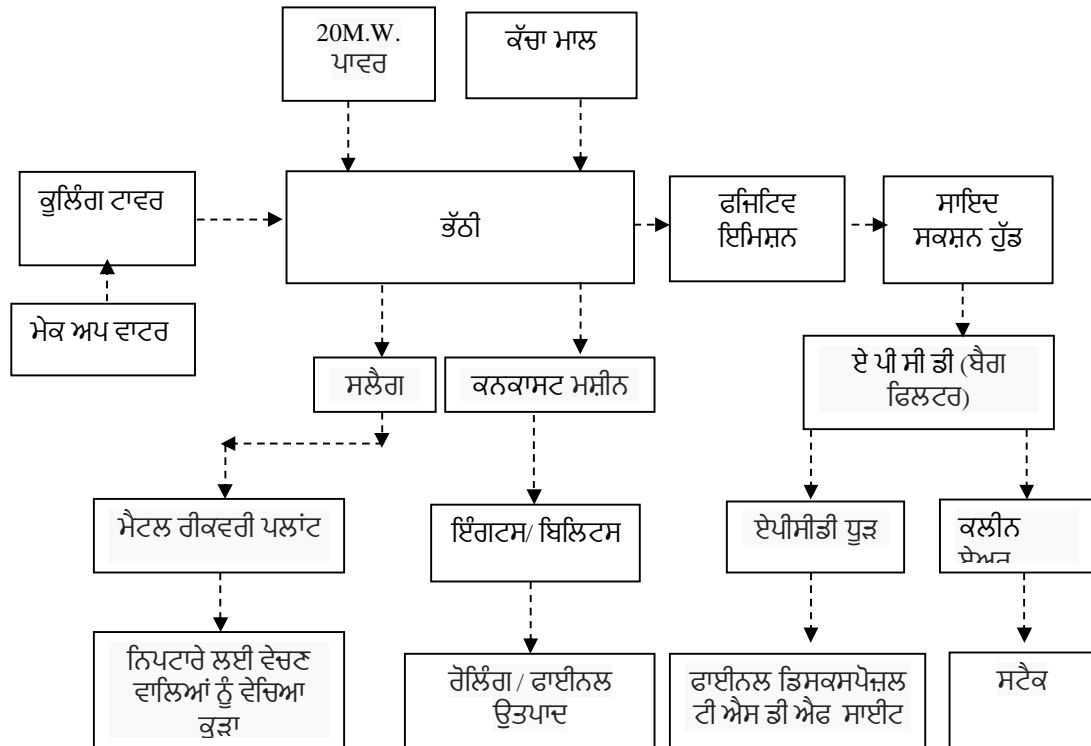 20M.W.
ਪਾਵਰ
ਕੱਚਾ ਮਾਲ
ਕੂਲਿੰਗ ਟਾਵਰ
ਭੱਠੀ
ਫਜਿਟਿਵ
ਇਮਿਸ਼ਨ
ਸਾਇਦ
ਸਕਸ਼ਨ ਹੁੱਡ
ਮੇਕ ਅਪ ਵਾਟਰ
ਸਲੈਗ
ਕਨਕਾਸਟ ਮਸ਼ੀਨ
ਏ ਪੀ ਸੀ ਡੀ (ਬੈਗ
ਫਿਲਟਰ)
ਮੈਟਲ ਰੀਕਵਰੀ ਪਲਾਂਟ
ਇੰਗਟਸ/ ਬਿਲਿਟਸ
ਏਪੀਸੀਡੀ ਧੂੜ
ਕਲੀਨ
ਏਅਰ
ਨਿਪਟਾਰੇ ਲਈ ਵੇਚਣ
ਵਾਲਿਆਂ ਨੂੰ ਵੇਚਿਆ
ਕੂੜਾ
ਰੋਲਿੰਗ / ਫਾਈਨਲ
ਉਤਪਾਦ
ਫਾਈਨਲ ਡਿਸਕਸਪੋਜ਼ਲ
ਟੀ ਐਸ ਡੀ ਐਫ ਸਾਈਟ
ਸਟੈਕ